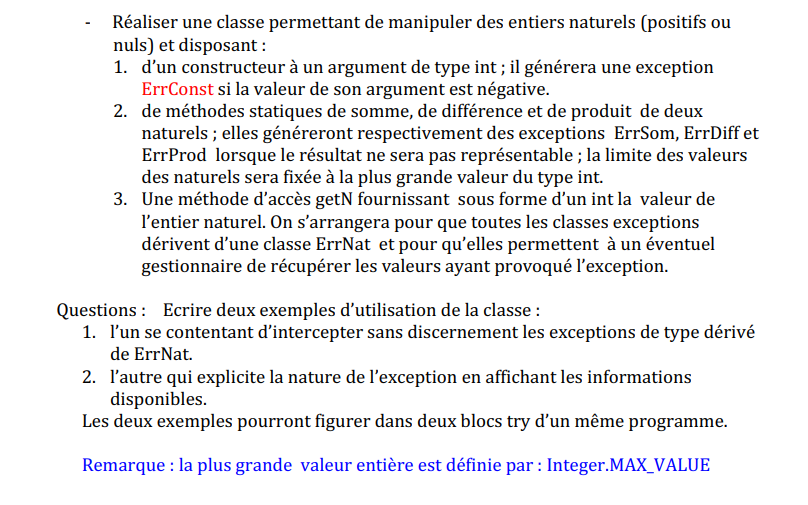 - Réaliser une classe permettant de manipuler des entiers naturels (positifs ou
nuls) et disposant :
1. d’un constructeur à un argument de type int ; il générera une exception
ErrConst si la valeur de son argument est négative.
2. de méthodes statiques de somme, de différence et de produit de deux
naturels ; elles généreront respectivement des exceptions ErrSom, ErrDiff et
ErrProd lorsque le résultat ne sera pas représentable ; la limite des valeurs
des naturels sera fixée à la plus grande valeur du type int.
3. Une méthode d’accès getN fournissant sous forme d’un int la valeur de
l’entier naturel. On s’arrangera pour que toutes les classes exceptions
dérivent d’une classe ErrNat et pour qu’elles permettent à un éventuel
gestionnaire de récupérer les valeurs ayant provoqué l’exception.
Questions : Ecrire deux exemples d’utilisation de la classe :
1. l’un se contentant d’intercepter sans discernement les exceptions de type dérivé
de ErrNat.
2. l’autre qui explicite la nature de l’exception en affichant les informations
disponibles.
Les deux exemples pourront figurer dans deux blocs try d’un même programme.
Remarque : la plus grande valeur entière est définie par : Integer.MAX_VALUE